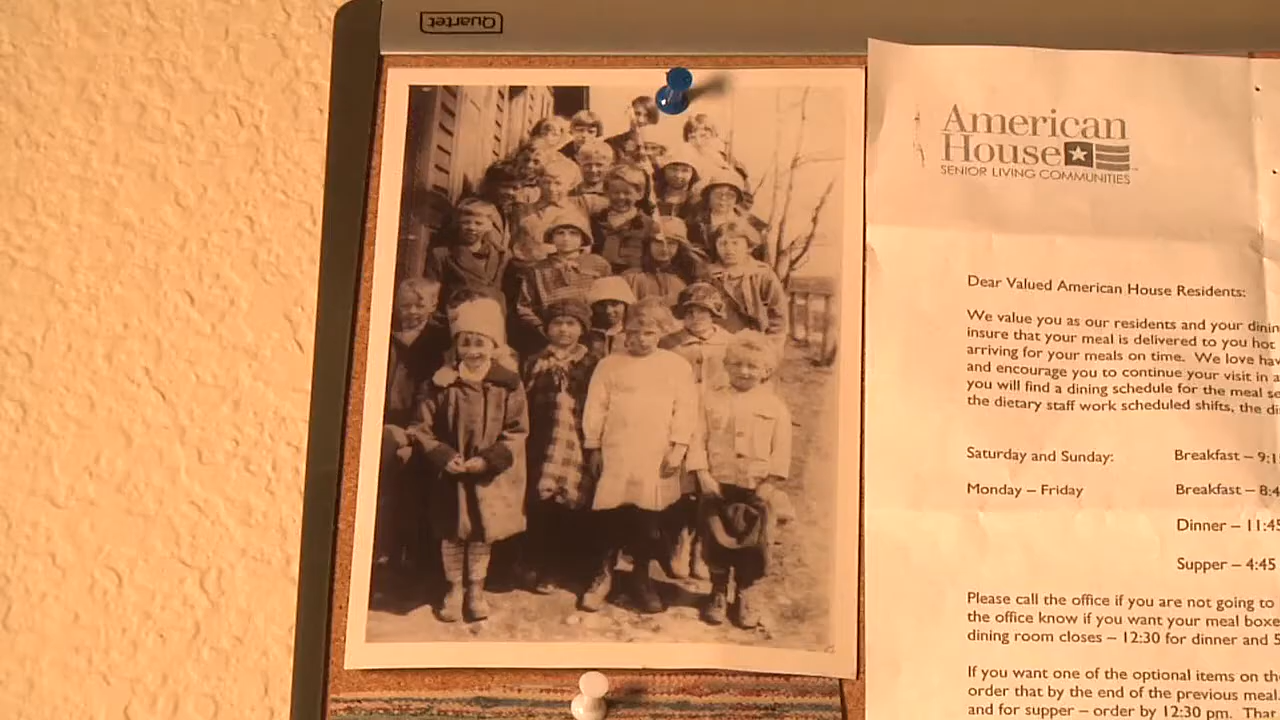 Quartet
American
House
SENIOR LIVING COMMUNITIES
Dear Valued American House Residents:
We value you as our residents and your
insure that your meal is delivered to you hot
arriving for your meals on time. We love
and encourage you to continue your visit in
you will find a dining schedule for the meal
the dietary staff work scheduled shifts, the
Saturday and Sunday: Breakfast –
Monday – Friday Breakfast –
Dinner –
Supper – 4:45
Please call the office if you are not going to
the office know if you want your meal
dining room closes – 12:30 for dinner and
If you want one of the optional items on
order that by the end of the previous meal.
and for supper – order by 12:30 pm. That